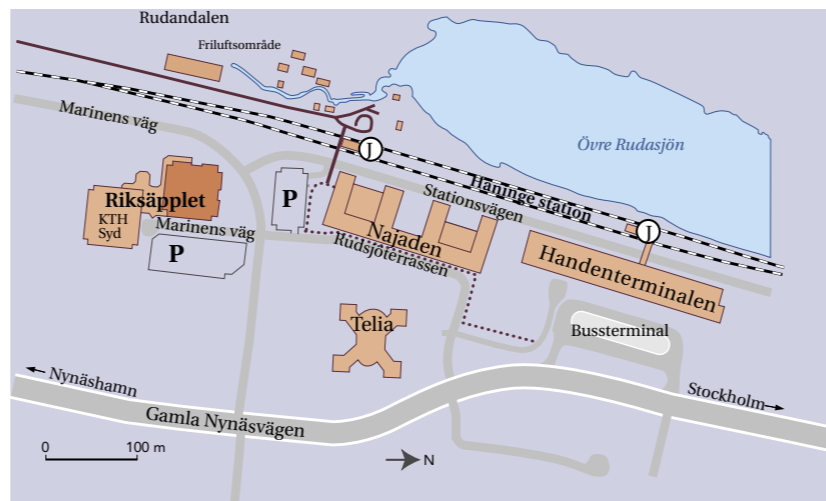 Rudandalen
Friluftsområde
Marinens väg
Övre Rudasjön
J
Haninge station
Stationsvägen
Riksäpplet
KTH
Syd
P
P
Marinens väg
Najaden
Rudsjöterrassen
J
Handenterminalen
Telia
Bussterminal
Nynäshamn
Stockholm
Gamla Nynäsvägen
0
100 m
N